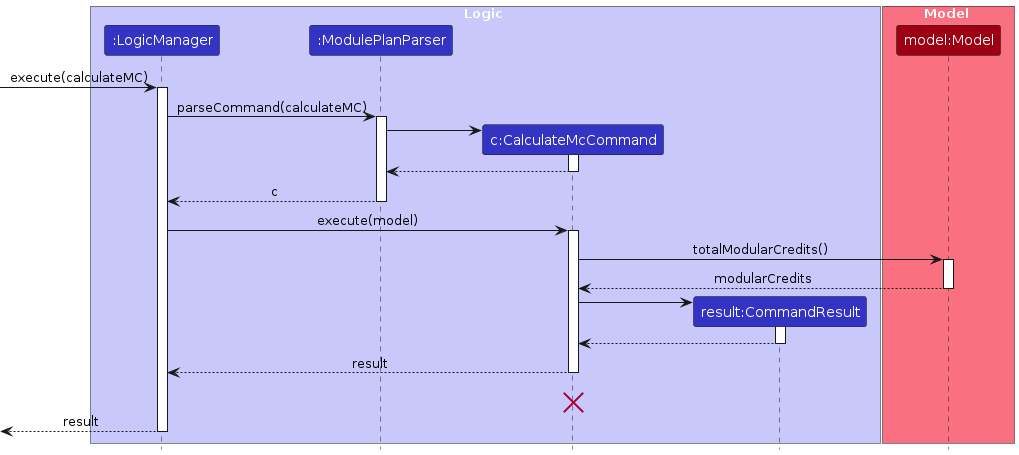 Logic
Model
:LogicManager
:ModulePlanParser
model:Model
execute(calculateMC)
parseCommand(calculateMC)
c:CalculateMcCommand
c
execute(model)
totalModularCredits()
modularCredits
result:CommandResult
result
result